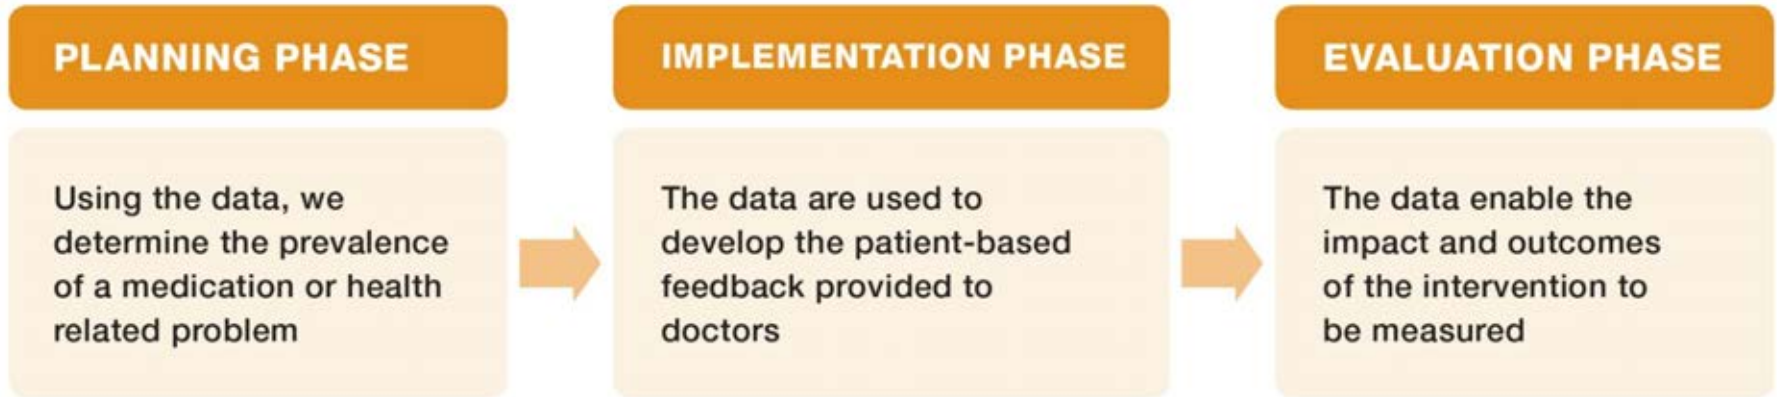 PLANNING PHASE
Using the data, we
determine the prevalence
of a medication or health
related problem
IMPLEMENTATION PHASE
The data are used to
develop the patient-based
feedback provided to
doctors
EVALUATION PHASE
The data enable the
impact and outcomes
of the intervention to
be measured